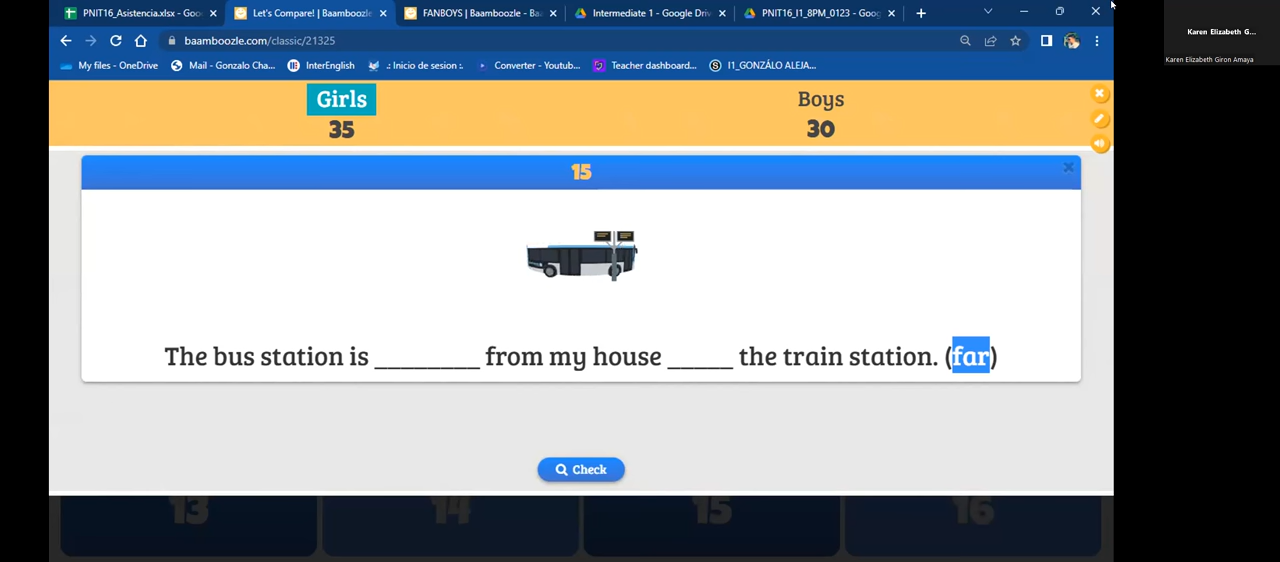 PNIT16_Asistencia.xlsx - Goo
Let's Compare! | Baamboozle
FANBOYS | Baamboozle - Ba
Intermediate 1 - Google Driv
PNIT16_I1_8PM_0123 - Goog
baamboozle.com/classic/21325
My files - OneDrive
Mail - Gonzalo Cha...
InterEnglish
.: Inicio de sesion :.
Converter - Youtub...
Teacher dashboard...
I1_GONZÁLO ALEJA...
Karen Elizabeth G...
Karen Elizabeth Giron Amaya
Girls
35
Boys
30
15
The bus station is ________ from my house _____ the train station. (far)
Check
13 14 15 16